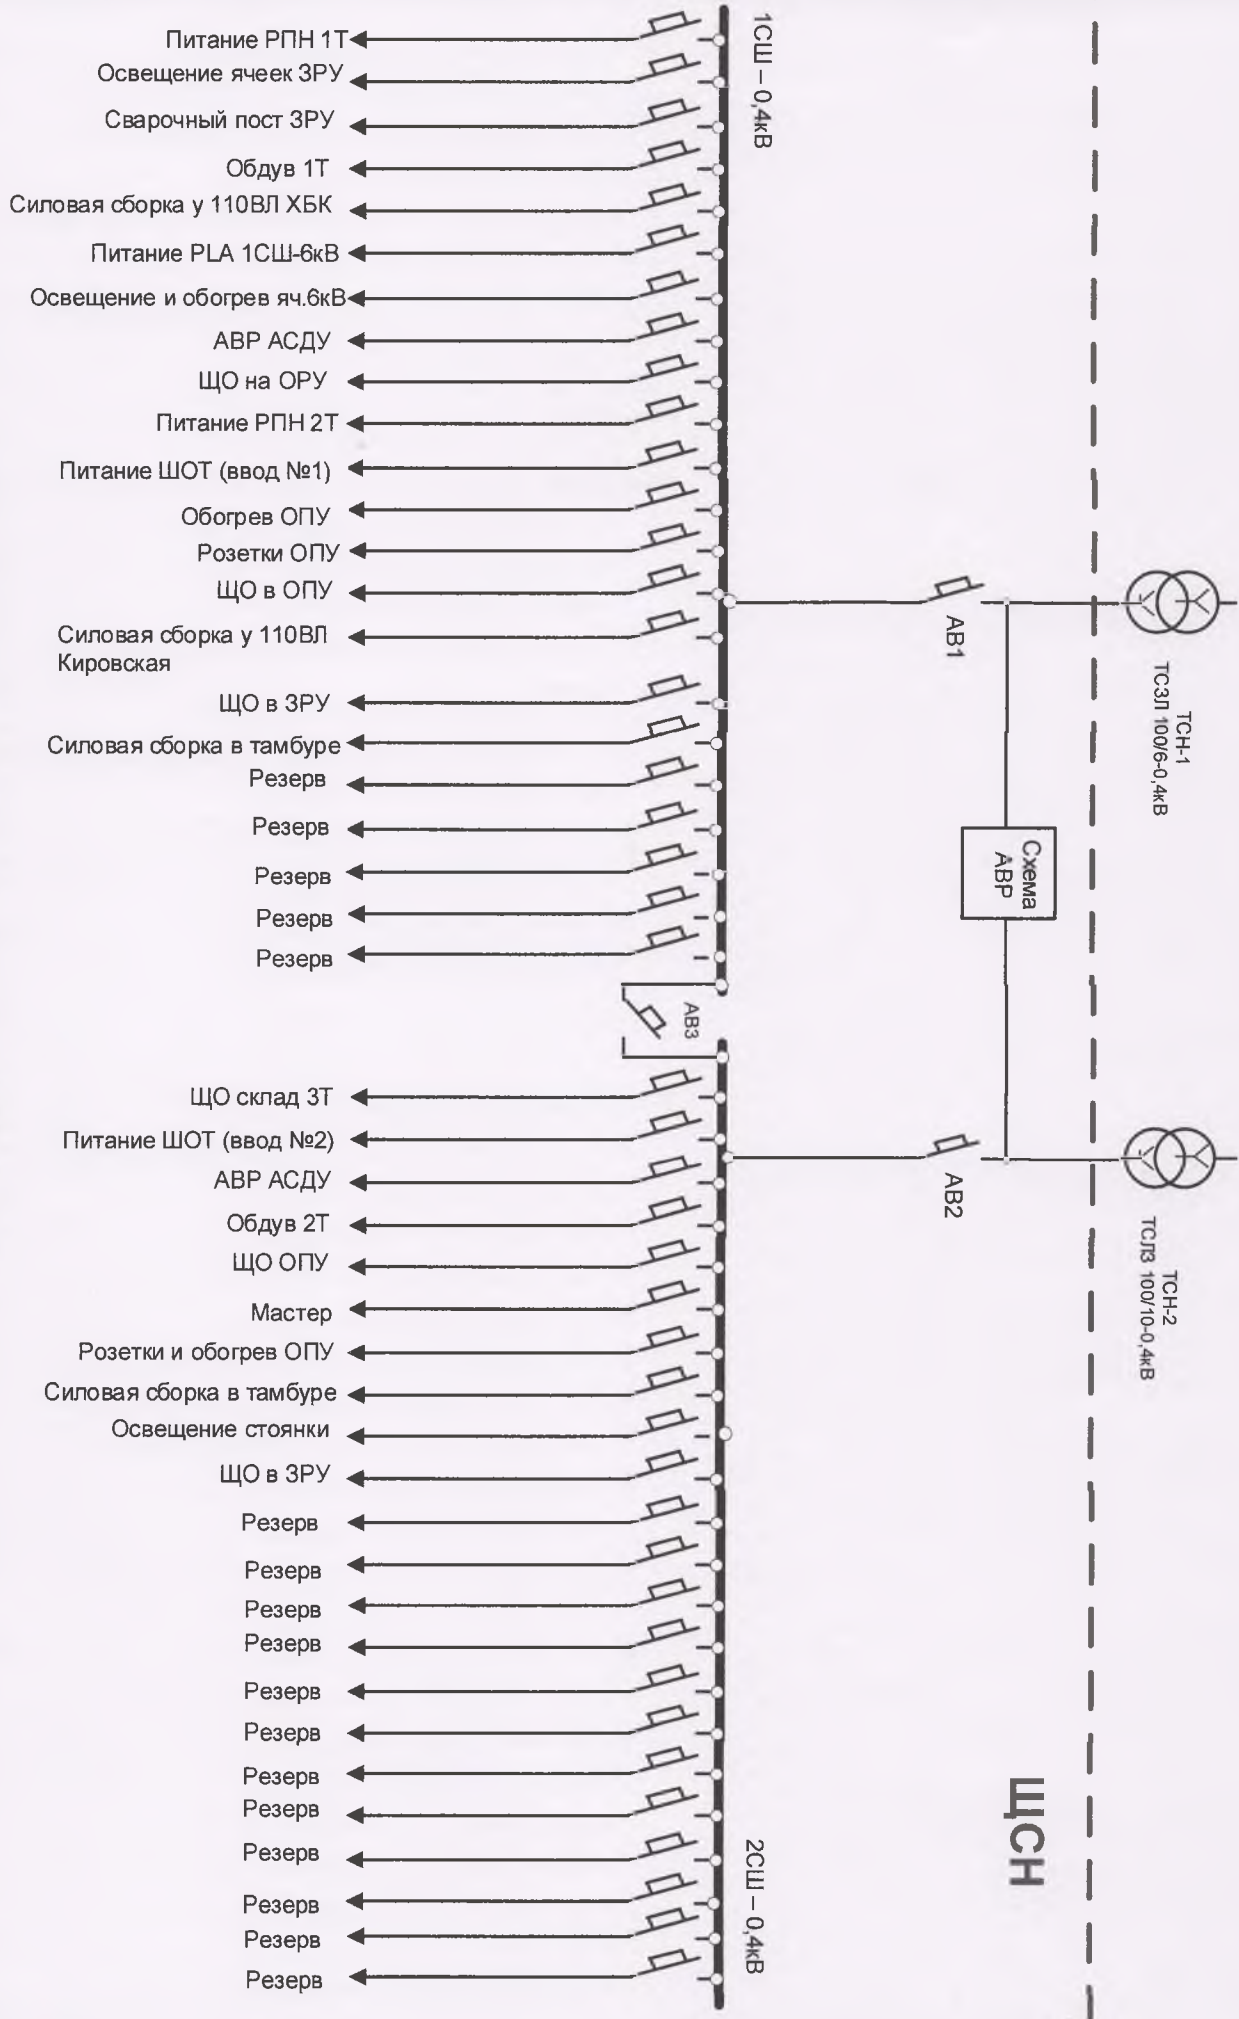 Питание РПН 1Т
Освещение ячеек ЗРУ
Сварочный пост ЗРУ
Обдув 1Т
Силовая сборка у 110ВЛ ХБК
Питание PLA 1СШ-6кВ
Освещение и обогрев яч.6кВ
АВР АСДУ
ЩО на ОРУ
Питание РПН 2Т
Питание ШОТ (ввод №1)
Обогрев ОПУ
Розетки ОПУ
ЩО в ОПУ
Силовая сборка у 110ВЛ
Кировская
ЩО в ЗРУ
Силовая сборка в тамбуре
Резерв
Резерв
Резерв
Резерв
Резерв
1СШ – 0,4кВ
АВ1
ТСН-1
ТСЗЛ 100/6-0,4кВ
Схема
АВР
АВ3
ЩО склад 3Т
Питание ШОТ (ввод №2)
АВР АСДУ
Обдув 2Т
ЩО ОПУ
Мастер
Розетки и обогрев ОПУ
Силовая сборка в тамбуре
Освещение стоянки
ЩО в ЗРУ
Резерв
Резерв
Резерв
Резерв
Резерв
Резерв
Резерв
Резерв
Резерв
Резерв
Резерв
Резерв
АВ2
ТСН-2
ТСЛЗ 100/10-0,4кВ
2СШ – 0,4кВ
ЩСН